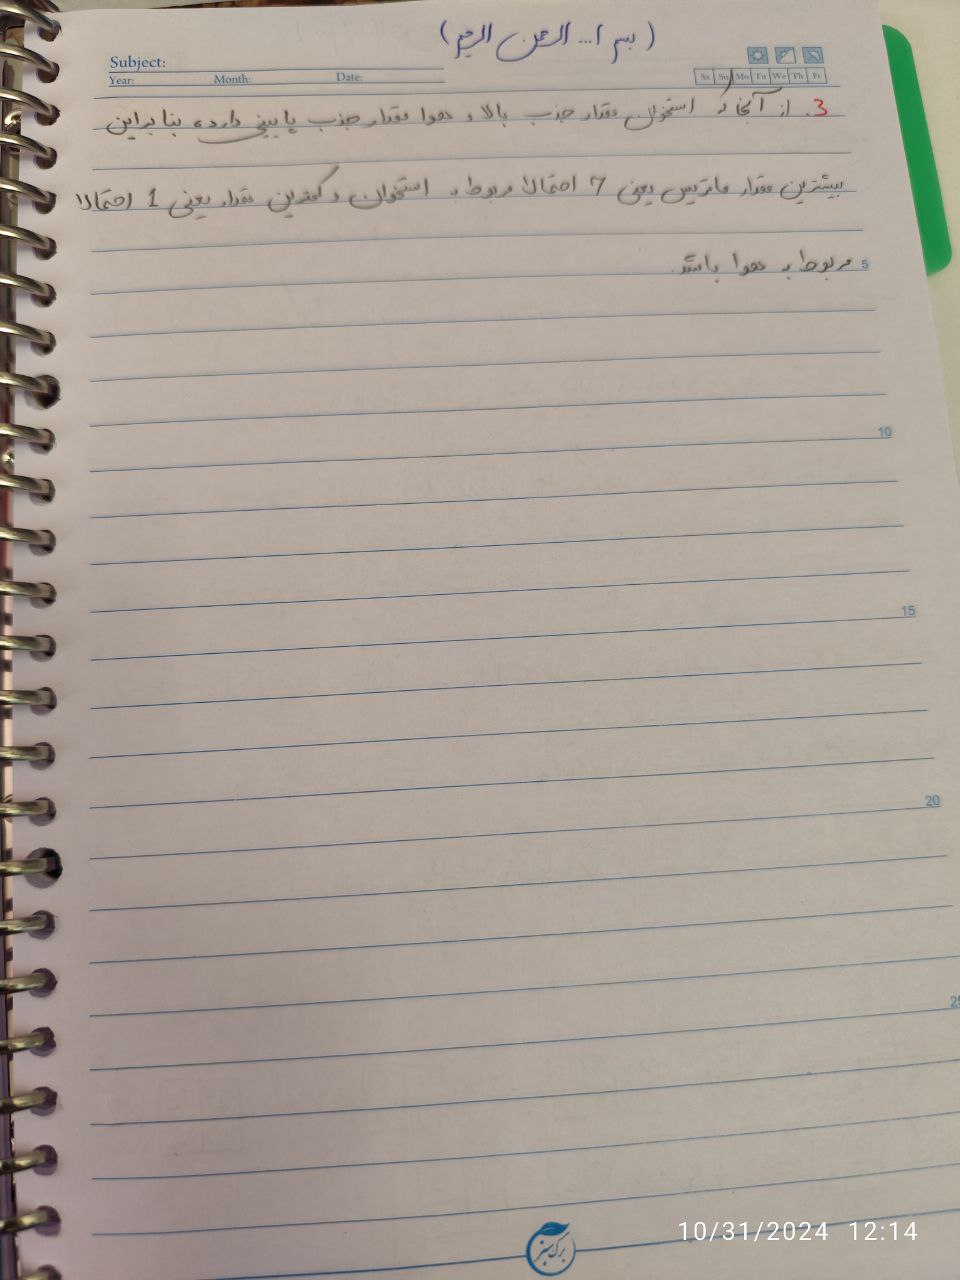 (بسم ا... الرحمن الرحیم)
Subject:
Year: Month: Date:
Sa Su Mo Tu We Th Fr
3. از آنجا که استخوان مقدار جذب بالا و هوا مقدار جذب پایینی دارد، بنابراین
بیشترین مقدار ماتریس یعنی 7 احتمالا مربوط به استخوان و کمترین مقدار یعنی 1 احتمالا
مربوط به هوا باشد.
5
10
15
20
25
برگ سبز
10/31/2024 12:14